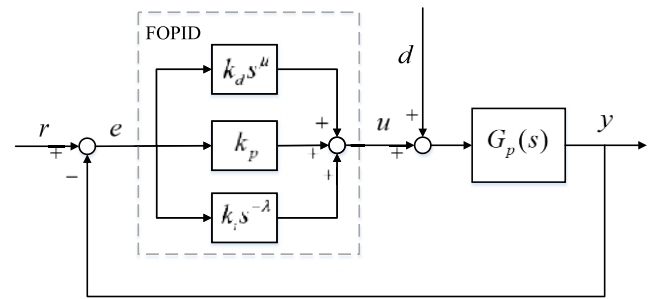 FOPID
d
k_d s^u
r
e
k_p
u
G_p(s)
y
+
−
+
+
+
+
+
k_i s^{-λ}